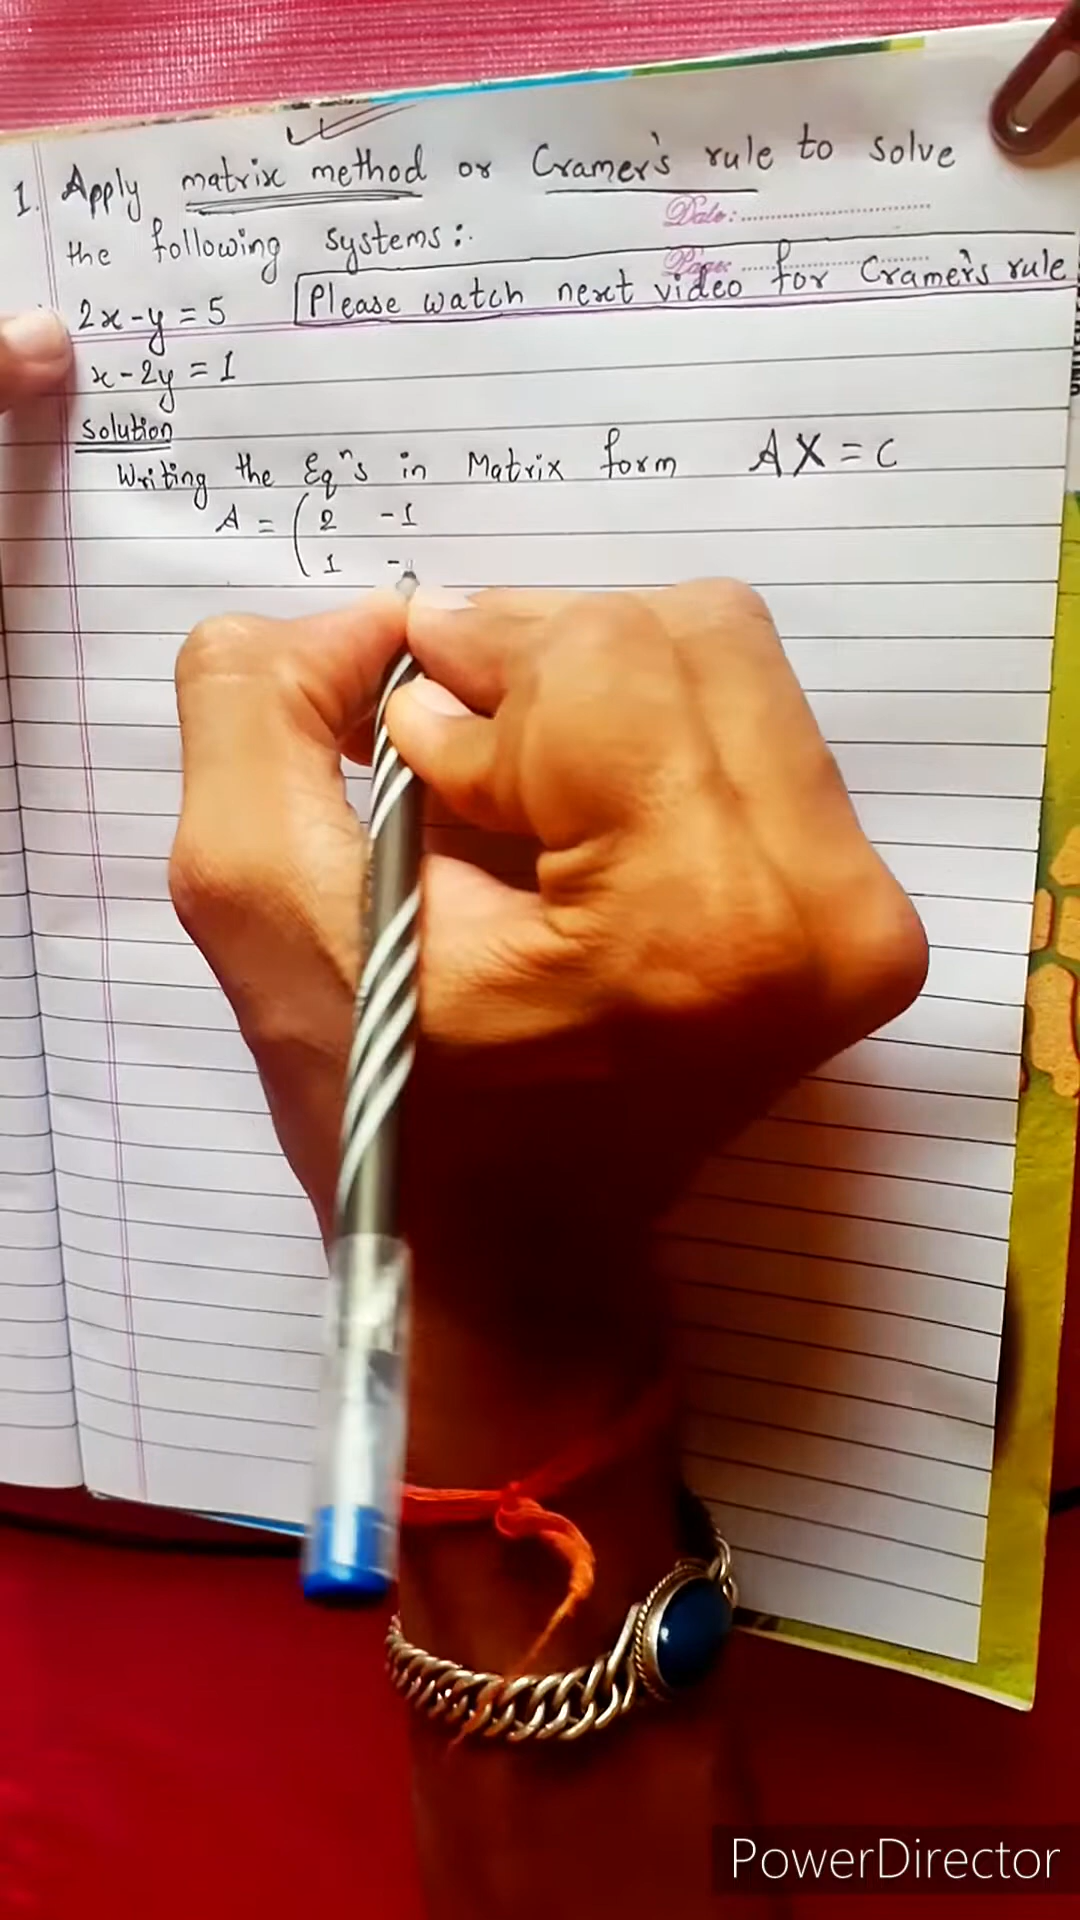 1. Apply matrix method or Cramer's rule to solve
Date:
the following systems:.
Page:
Please watch next video for Cramer's rule
2x - y = 5
x - 2y = 1
Solution
Writing the Eqⁿs in Matrix form AX = C
A = ( 2 -1
1 -
PowerDirector